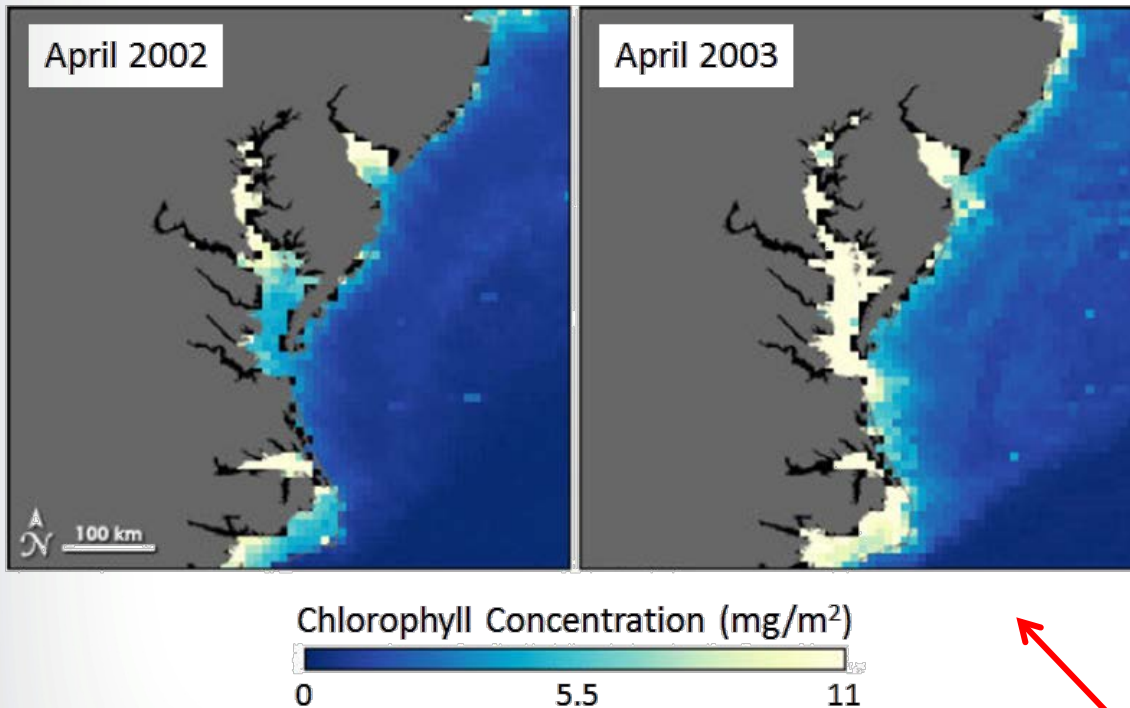 April 2002
April 2003
N
100 km
Chlorophyll Concentration (mg/m²)
0 5.5 11